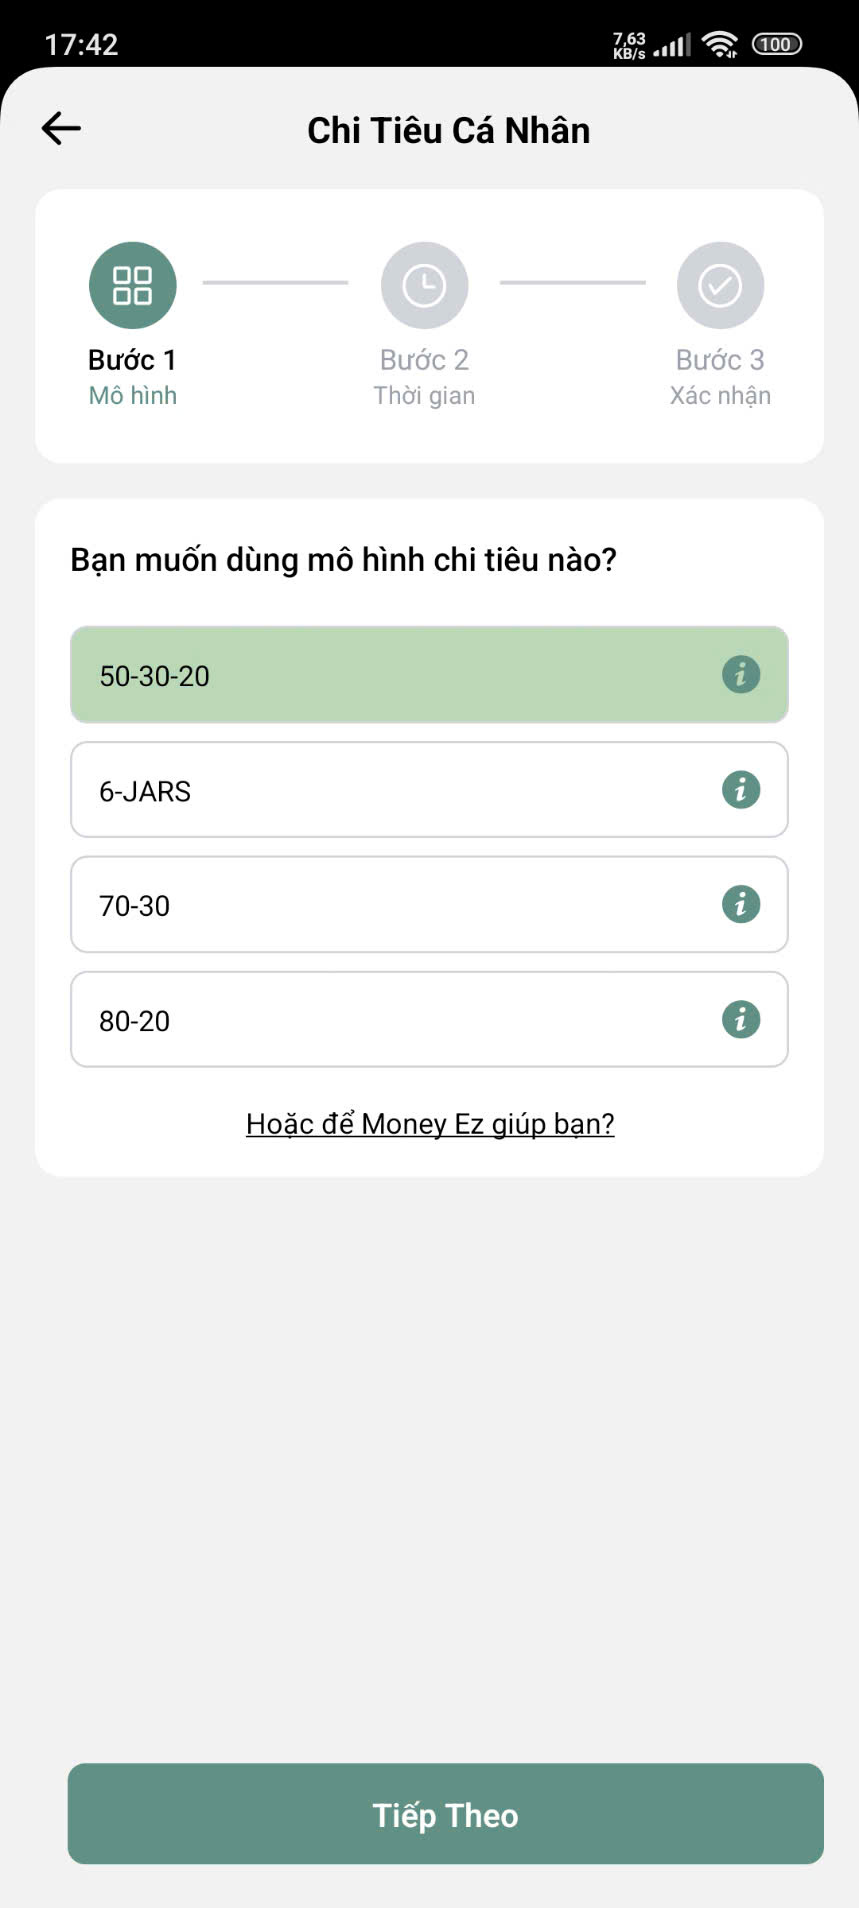 17:42
7,63
KB/s
100
Chi Tiêu Cá Nhân
Bước 1
Mô hình
Bước 2
Thời gian
Bước 3
Xác nhận
Bạn muốn dùng mô hình chi tiêu nào?
50-30-20
i
6-JARS
i
70-30
i
80-20
i
Hoặc để Money Ez giúp bạn?
Tiếp Theo